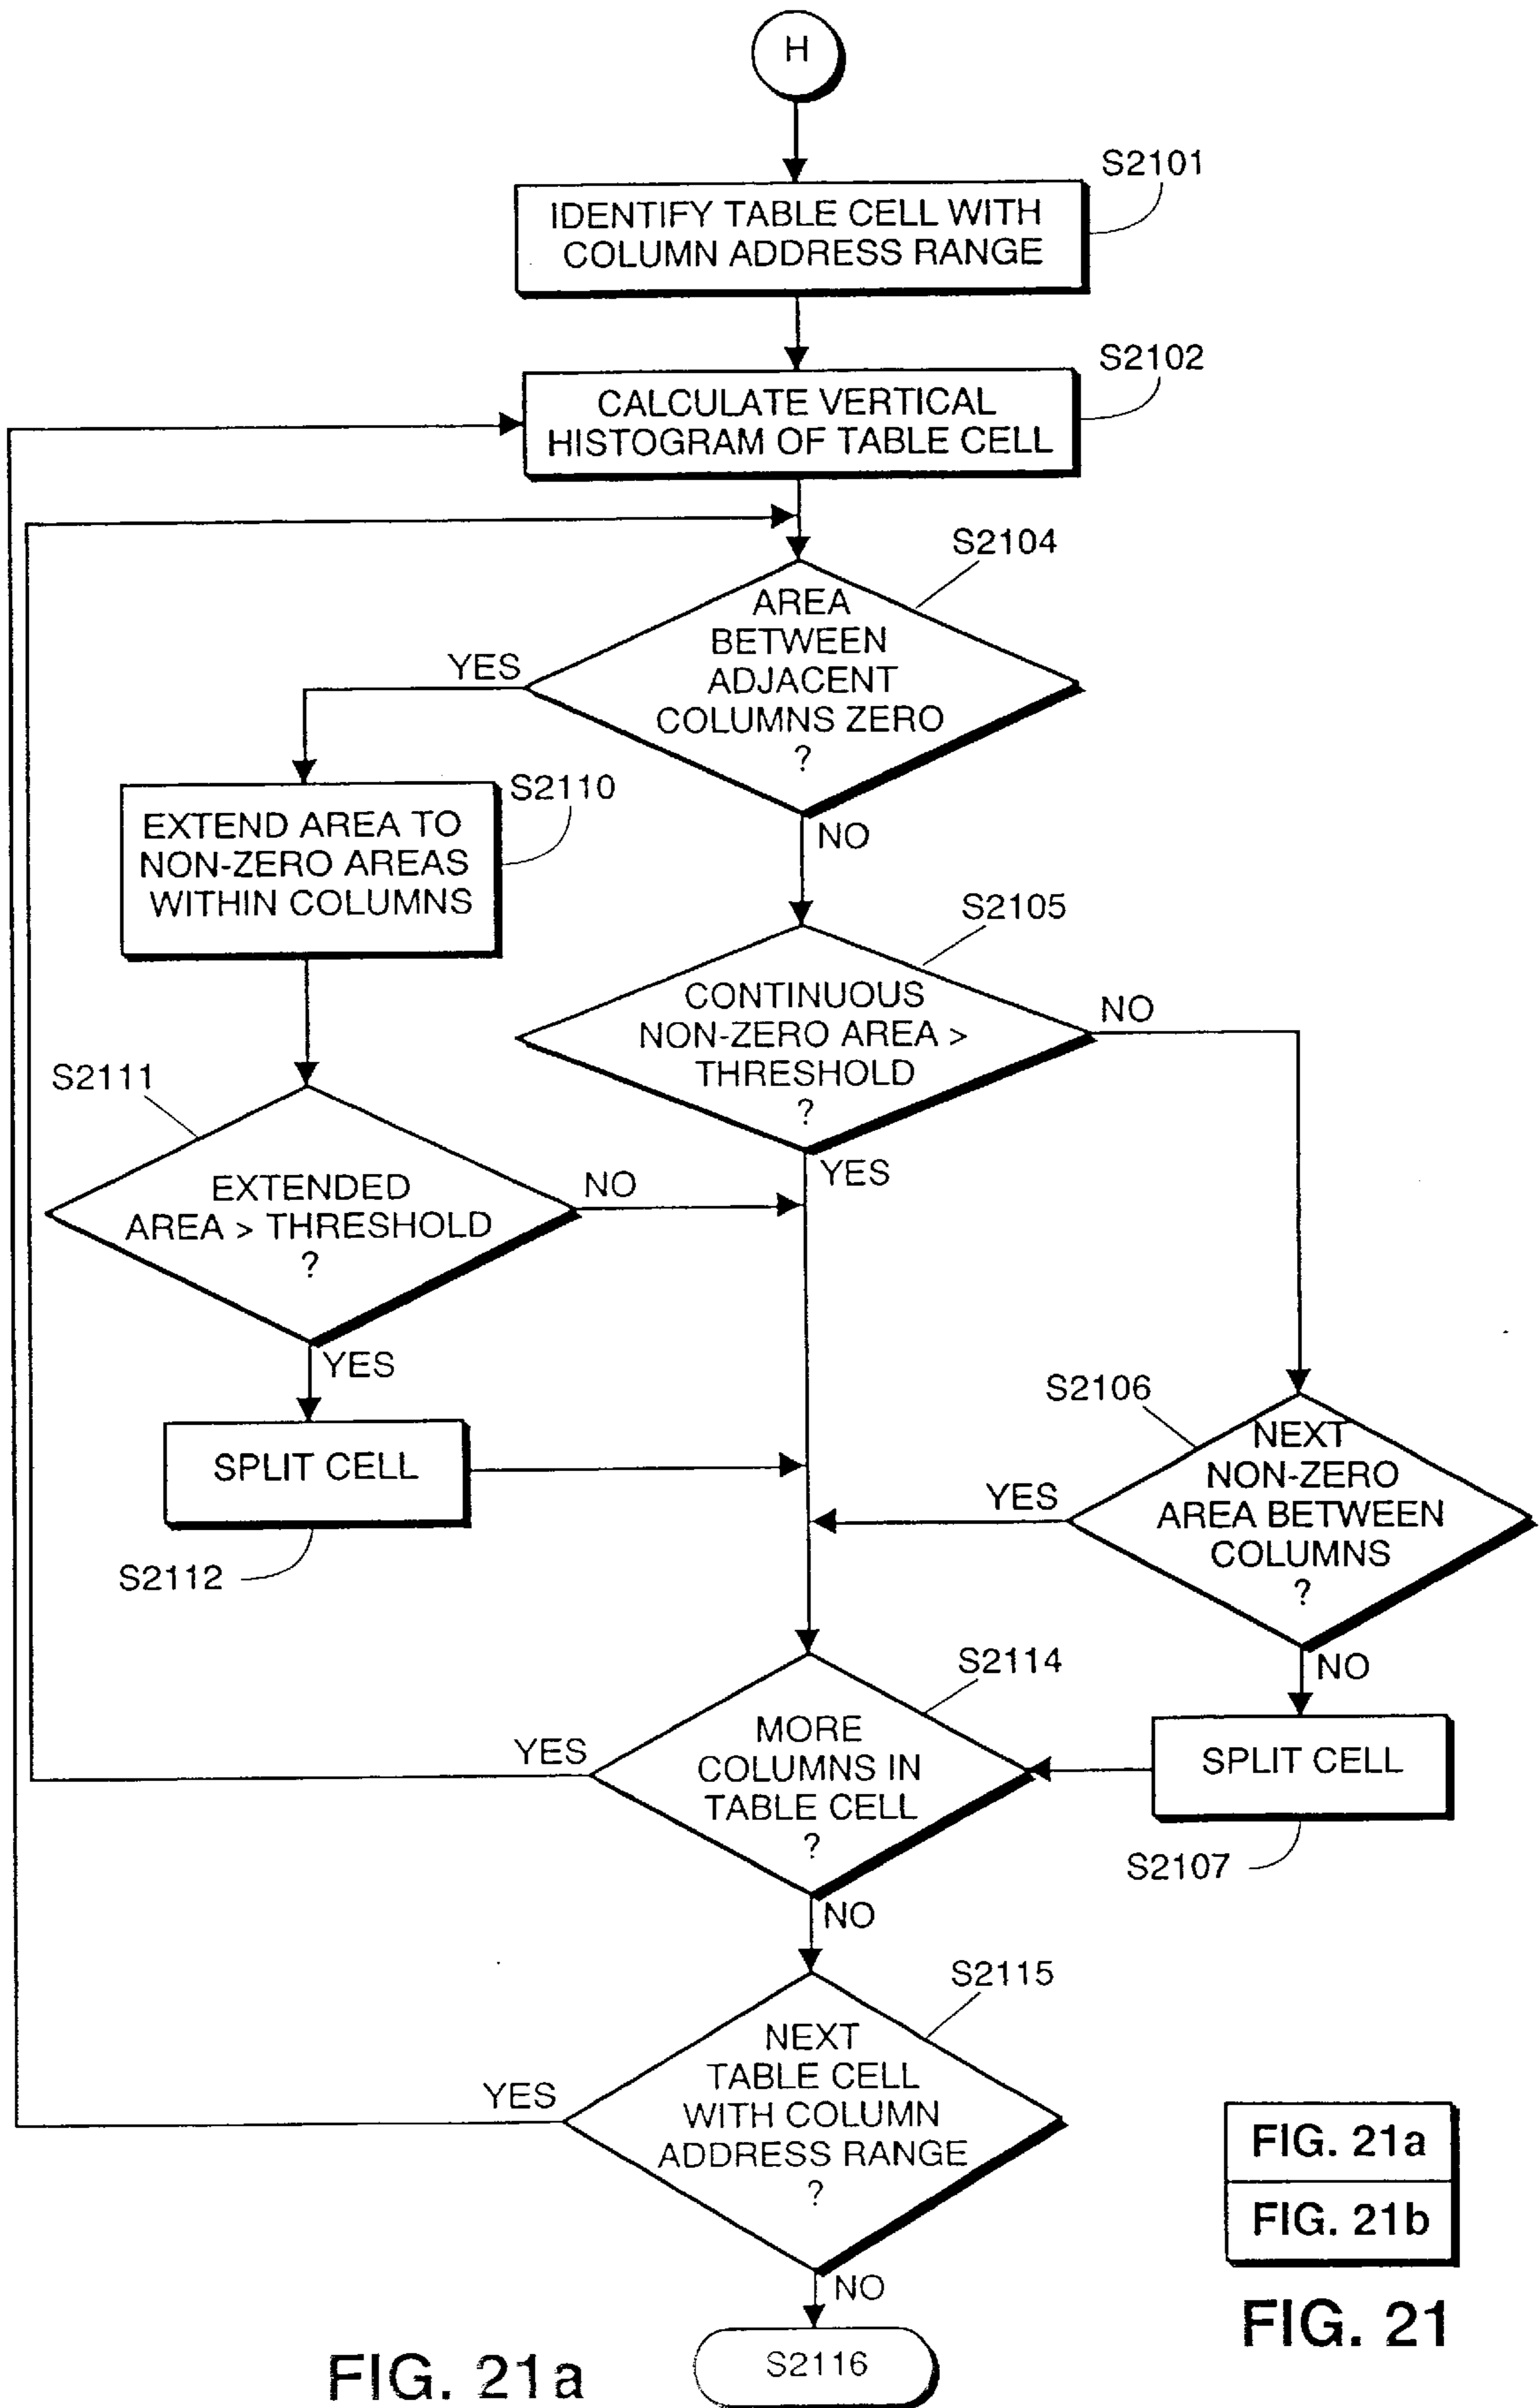 H
S2101
IDENTIFY TABLE CELL WITH
COLUMN ADDRESS RANGE
S2102
CALCULATE VERTICAL
HISTOGRAM OF TABLE CELL
S2104
AREA
BETWEEN
ADJACENT
COLUMNS ZERO
?
YES
NO
S2110
EXTEND AREA TO
NON-ZERO AREAS
WITHIN COLUMNS
S2105
CONTINUOUS
NON-ZERO AREA >
THRESHOLD
?
NO
YES
S2111
EXTENDED
AREA > THRESHOLD
?
NO
YES
SPLIT CELL
S2112
S2106
NEXT
NON-ZERO
AREA BETWEEN
COLUMNS
?
YES
NO
SPLIT CELL
S2107
S2114
MORE
COLUMNS IN
TABLE CELL
?
YES
NO
S2115
NEXT
TABLE CELL
WITH COLUMN
ADDRESS RANGE
?
YES
NO
S2116
FIG. 21a
FIG. 21a
FIG. 21b
FIG. 21